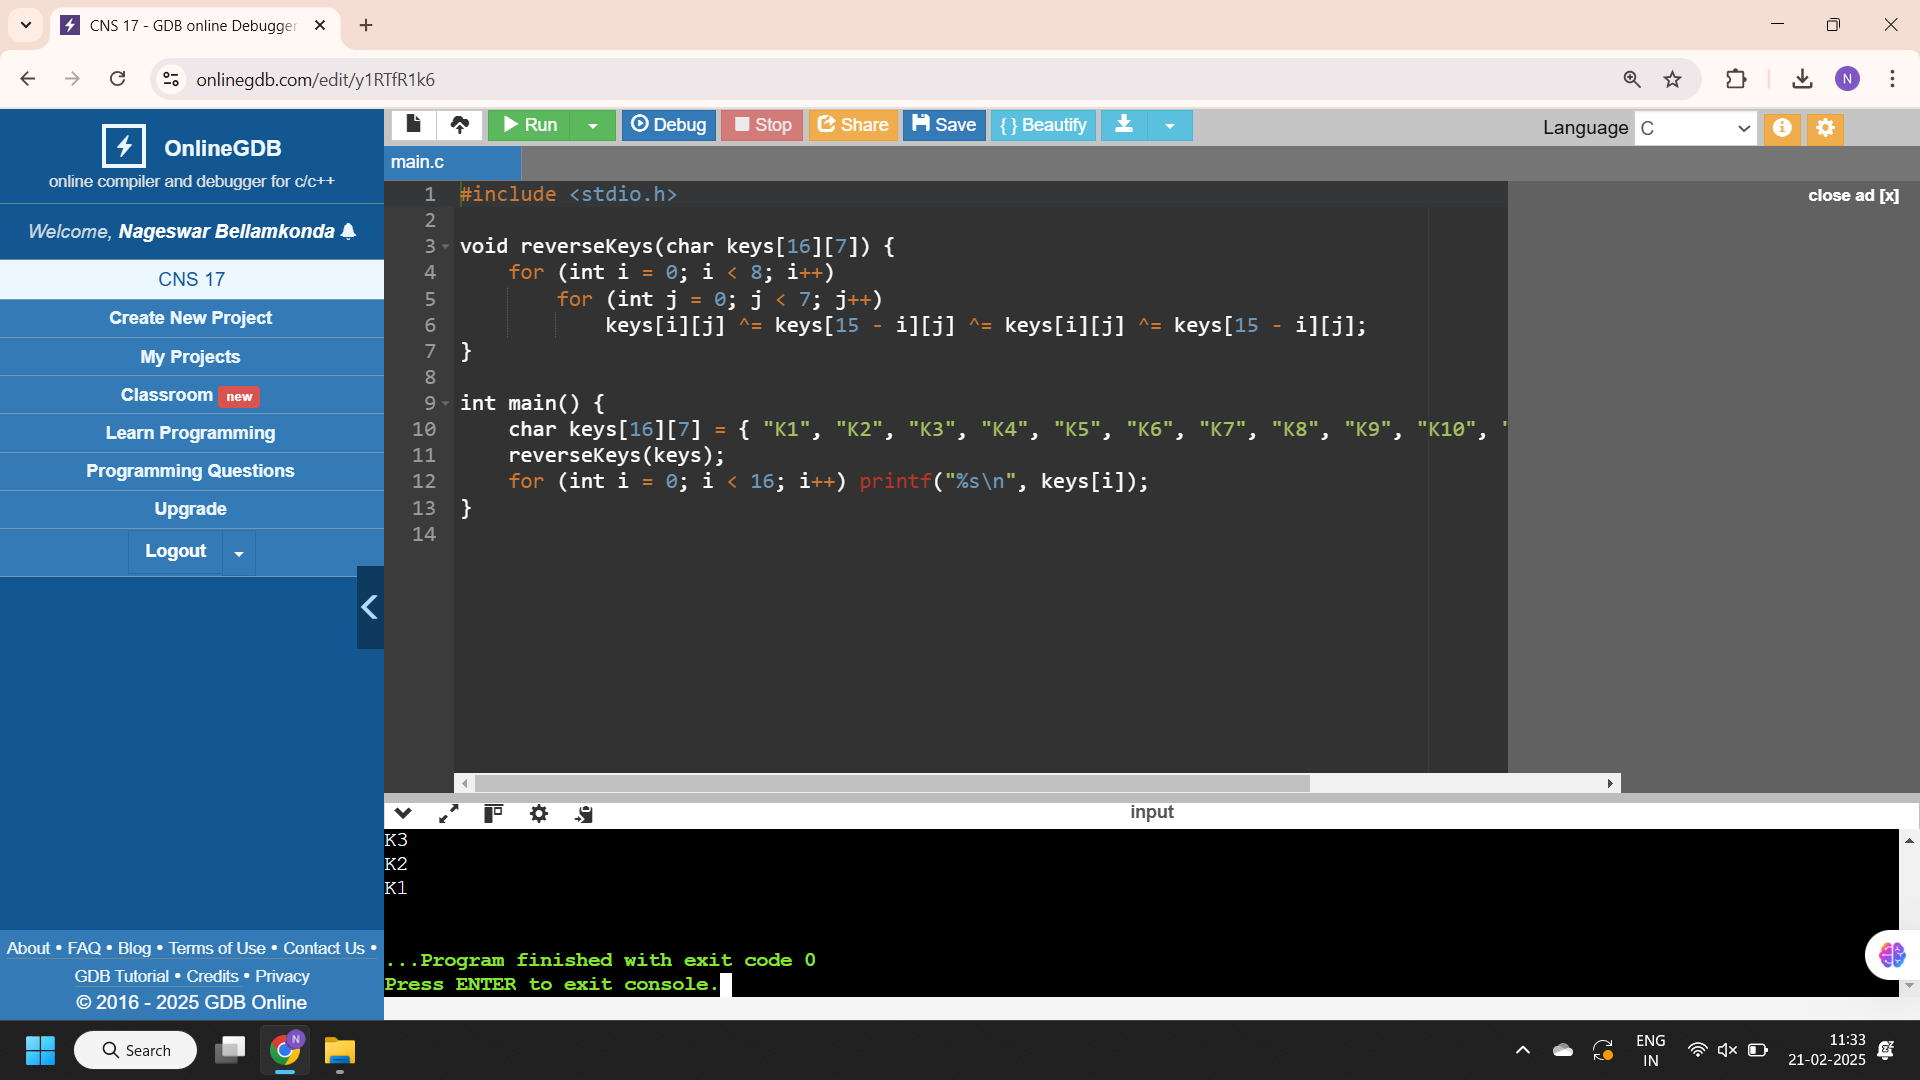 CNS 17 - GDB online Debugger
onlinegdb.com/edit/y1RTfR1k6
N
OnlineGDB
online compiler and debugger for c/c++
Welcome, Nageswar Bellamkonda
CNS 17
Create New Project
My Projects
Classroom new
Learn Programming
Programming Questions
Upgrade
Logout
About • FAQ • Blog • Terms of Use • Contact Us •
GDB Tutorial • Credits • Privacy
© 2016 - 2025 GDB Online
Run Debug Stop Share Save { } Beautify
Language C
main.c
close ad [x]
1 #include <stdio.h>
2
3 void reverseKeys(char keys[16][7]) {
4     for (int i = 0; i < 8; i++)
5         for (int j = 0; j < 7; j++)
6             keys[i][j] ^= keys[15 - i][j] ^= keys[i][j] ^= keys[15 - i][j];
7 }
8
9 int main() {
10     char keys[16][7] = { "K1", "K2", "K3", "K4", "K5", "K6", "K7", "K8", "K9", "K10", "
11     reverseKeys(keys);
12     for (int i = 0; i < 16; i++) printf("%s\n", keys[i]);
13 }
14
input
K3
K2
K1
...Program finished with exit code 0
Press ENTER to exit console.
Search
N
ENG
IN
11:33
21-02-2025